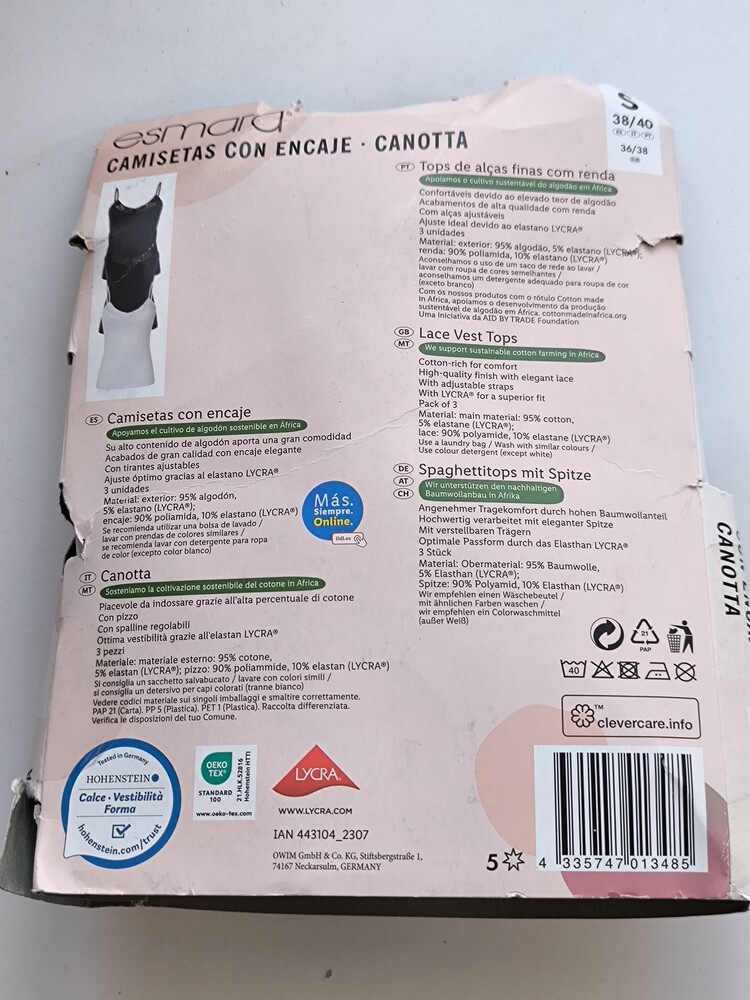 esmara®
CAMISETAS CON ENCAJE · CANOTTA
S
38/40
ES IT PT
36/38
GB
PT Tops de alças finas com renda
Apoiamos o cultivo sustentável do algodão em África
Confortáveis devido ao elevado teor de algodão
Acabamentos de alta qualidade com renda
Com alças ajustáveis
Ajuste ideal devido ao elastano LYCRA®
3 unidades
Material: exterior: 95% algodão, 5% elastano (LYCRA®);
renda: 90% poliamida, 10% elastano (LYCRA®)
Aconselhamos o uso de um saco de rede ao lavar /
lavar com roupa de cores semelhantes /
aconselhamos um detergente adequado para roupa de cor
(exceto branco)
Com os nossos produtos com o rótulo Cotton made
in Africa, apoiamos o desenvolvimento da produção
sustentável de algodão em África. cottonmadeinafrica.org
Uma iniciativa da AID BY TRADE Foundation
GB MT Lace Vest Tops
We support sustainable cotton farming in Africa
Cotton-rich for comfort
High-quality finish with elegant lace
With adjustable straps
With LYCRA® for a superior fit
Pack of 3
Material: main material: 95% cotton,
5% elastane (LYCRA®);
lace: 90% polyamide, 10% elastane (LYCRA®)
Use a laundry bag / Wash with similar colours /
Use colour detergent (except white)
DE AT CH Spaghettitops mit Spitze
Wir unterstützen den nachhaltigen
Baumwollanbau in Afrika
Angenehmer Tragekomfort durch hohen Baumwollanteil
Hochwertig verarbeitet mit eleganter Spitze
Mit verstellbaren Trägern
Optimale Passform durch das Elasthan LYCRA®
3 Stück
Material: Obermaterial: 95% Baumwolle,
5% Elasthan (LYCRA®);
Spitze: 90% Polyamid, 10% Elasthan (LYCRA®)
Wir empfehlen einen Wäschebeutel /
mit ähnlichen Farben waschen /
wir empfehlen ein Colorwaschmittel
(außer Weiß)
ES Camisetas con encaje
Apoyamos el cultivo de algodón sostenible en África
Su alto contenido de algodón aporta una gran comodidad
Acabados de gran calidad con encaje elegante
Con tirantes ajustables
Ajuste óptimo gracias al elastano LYCRA®
3 unidades
Material: exterior: 95% algodón,
5% elastano (LYCRA®);
encaje: 90% poliamida, 10% elastano (LYCRA®)
Se recomienda utilizar una bolsa de lavado /
lavar con prendas de colores similares /
se recomienda lavar con detergente para ropa
de color (excepto color blanco)
Más.
Siempre.
Online.
lidl.es
IT MT Canotta
Sosteniamo la coltivazione sostenibile del cotone in Africa
Piacevole da indossare grazie all'alta percentuale di cotone
Con pizzo
Con spalline regolabili
Ottima vestibilità grazie all'elastan LYCRA®
3 pezzi
Materiale: materiale esterno: 95% cotone,
5% elastan (LYCRA®); pizzo: 90% poliammide, 10% elastan (LYCRA®)
Si consiglia un sacchetto salvabucato / lavare con colori simili /
si consiglia un detersivo per capi colorati (tranne bianco)
Vedere codici materiale sui singoli imballaggi e smaltire correttamente.
PAP 21 (Carta). PP 5 (Plastica). PET 1 (Plastica). Raccolta differenziata.
Verifica le disposizioni del tuo Comune.
21
PAP
40
clevercare.info™
CANOTTA
Tested in Germany
HOHENSTEIN
Calce · Vestibilità
Forma
hohenstein.com/trust
OEKO
TEX®
STANDARD
100
21.HLK.52816
Hohenstein HTTI
www.oeko-tex.com
LYCRA®
WWW.LYCRA.COM
IAN 443104_2307
OWIM GmbH & Co. KG, Stiftsbergstraße 1,
74167 Neckarsulm, GERMANY
5
4 335747 013485